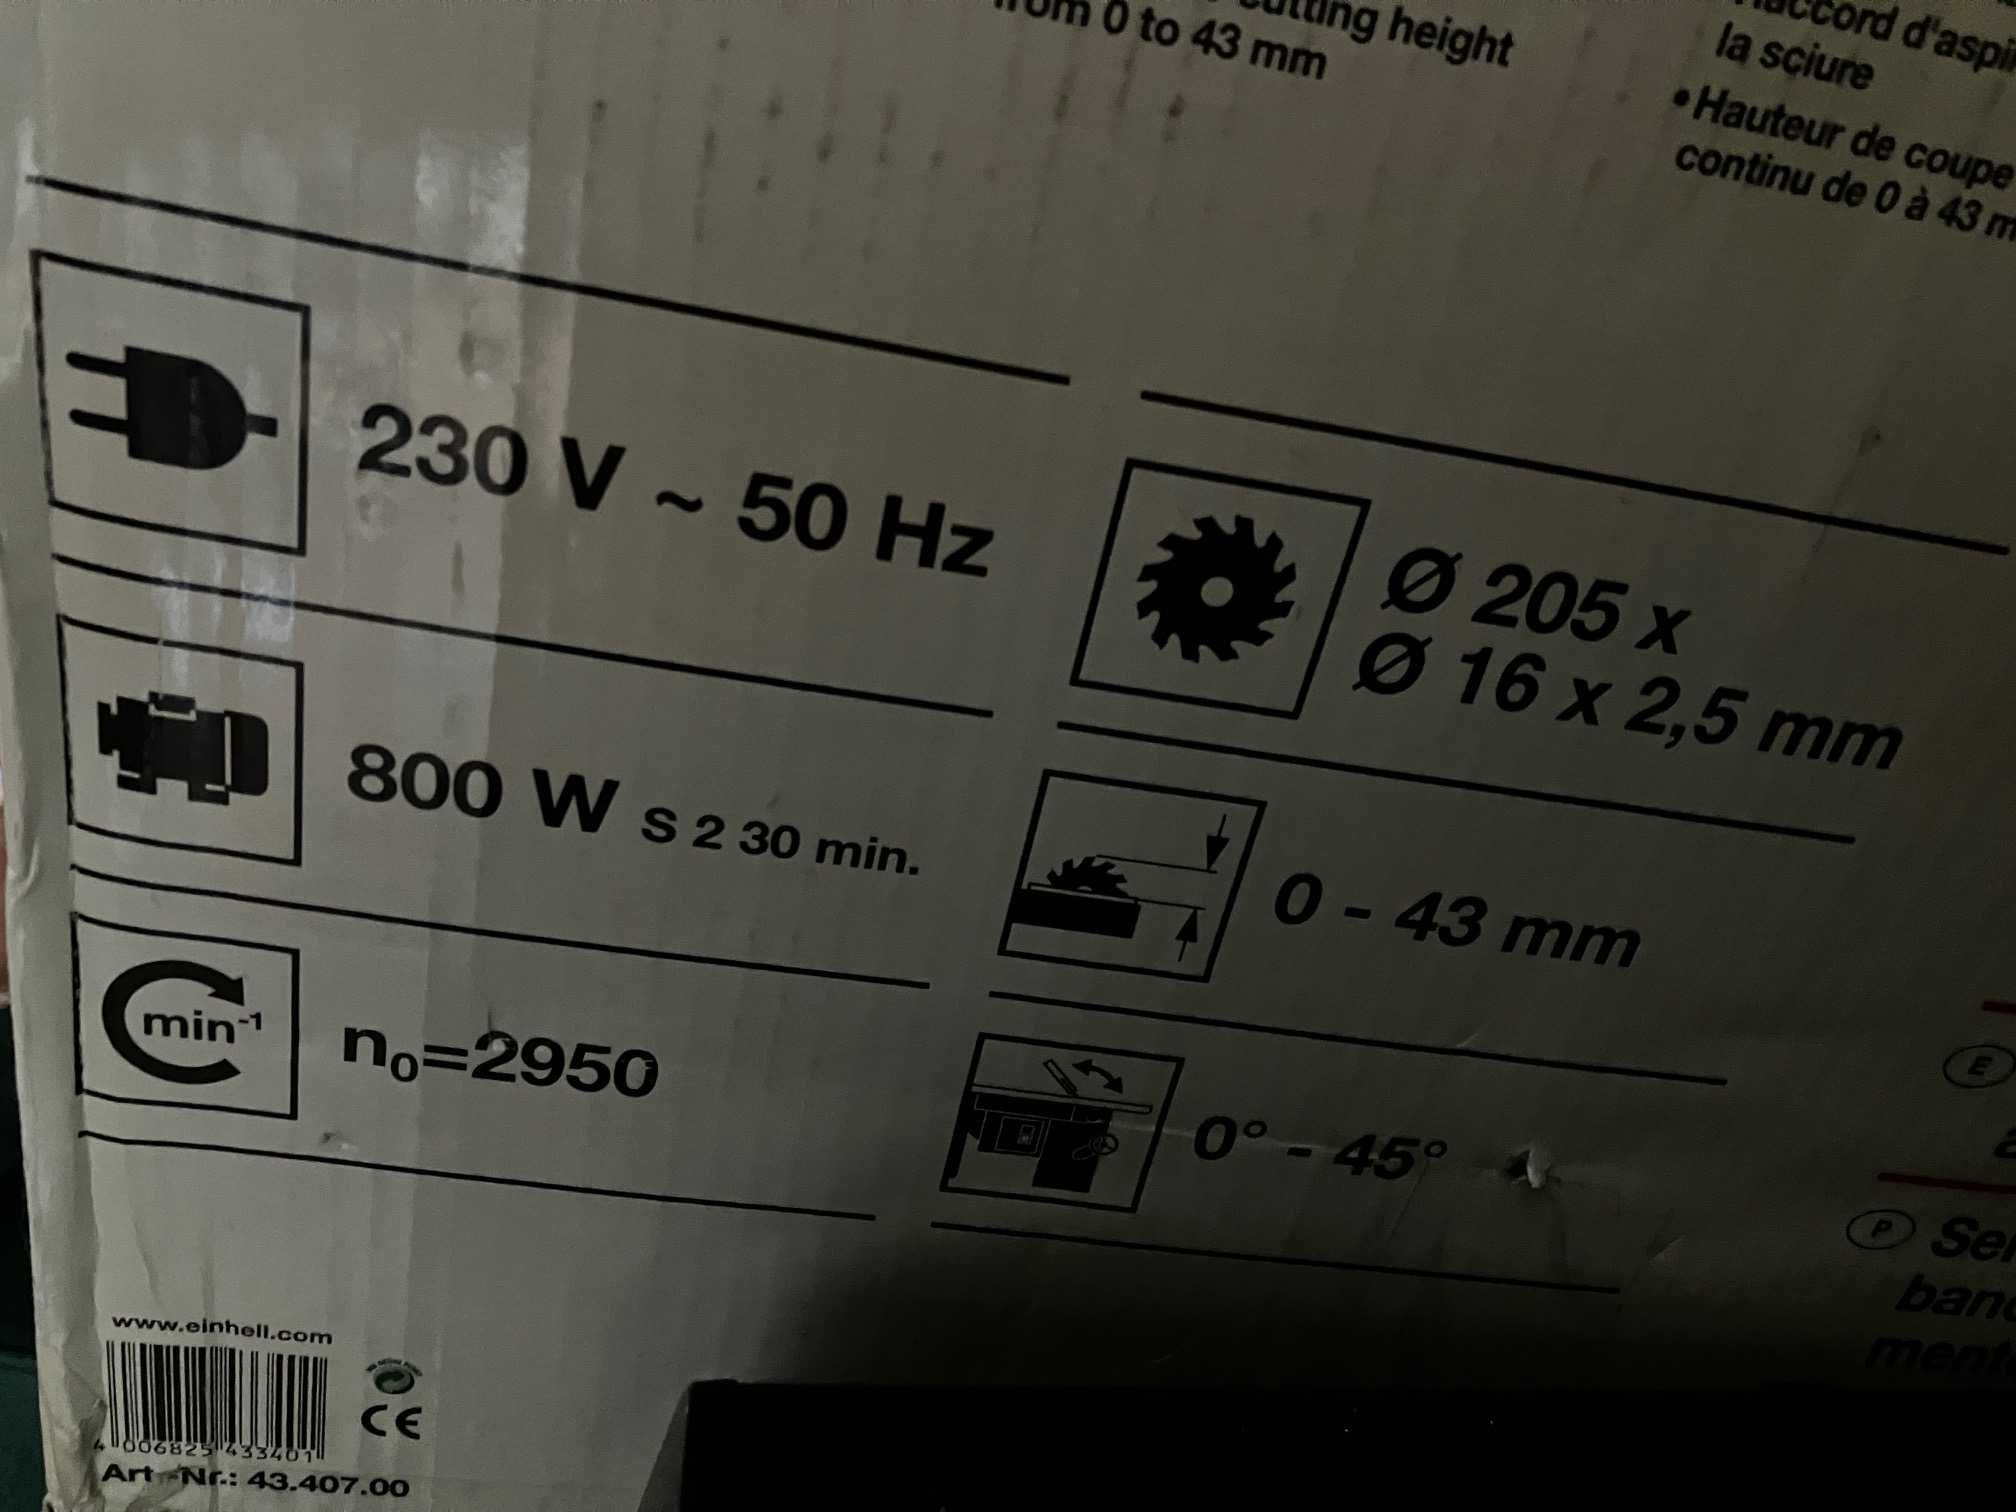 cutting height
from 0 to 43 mm
la sciure
•Hauteur de coupe
continu de 0 à 43
230 V ~ 50 Hz
800 W S 2 30 min.
min-1
n0=2950
Ø 205 x
Ø 16 x 2,5 mm
0 - 43 mm
0° - 45°
E
P
www.einhell.com
4 006825 433401
CE
Art.-Nr.: 43.407.00